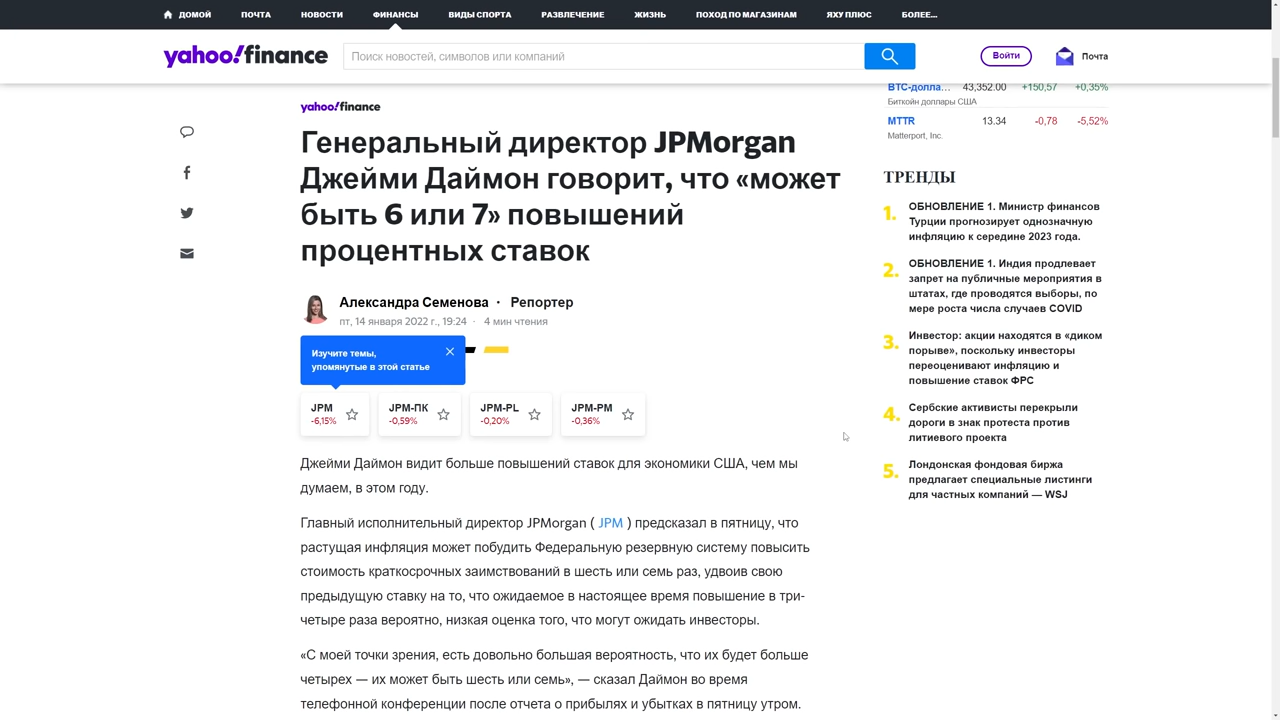 ДОМОЙ ПОЧТА НОВОСТИ ФИНАНСЫ ВИДЫ СПОРТА РАЗВЛЕЧЕНИЕ ЖИЗНЬ ПОХОД ПО МАГАЗИНАМ ЯХУ ПЛЮС БОЛЕЕ...
yahoo!finance
Поиск новостей, символов или компаний
Войти
Почта
yahoo!finance
Генеральный директор JPMorgan
Джейми Даймон говорит, что «может
быть 6 или 7» повышений
процентных ставок
Александра Семенова • Репортер
пт, 14 января 2022 г., 19:24 · 4 мин чтения
Изучите темы,
упомянутые в этой статье
JPM JPM-ПК JPM-PL JPM-PM
-6,15% -0,59% -0,20% -0,36%
Джейми Даймон видит больше повышений ставок для экономики США, чем мы
думаем, в этом году.
Главный исполнительный директор JPMorgan ( JPM ) предсказал в пятницу, что
растущая инфляция может побудить Федеральную резервную систему повысить
стоимость краткосрочных заимствований в шесть или семь раз, удвоив свою
предыдущую ставку на то, что ожидаемое в настоящее время повышение в три-
четыре раза вероятно, низкая оценка того, что могут ожидать инвесторы.
«С моей точки зрения, есть довольно большая вероятность, что их будет больше
четырех — их может быть шесть или семь», — сказал Даймон во время
телефонной конференции после отчета о прибылях и убытках в пятницу утром.
BTC-долла... 43,352.00 +150,57 +0,35%
Биткойн доллары США
MTTR 13.34 -0,78 -5,52%
Matterport, Inc.
ТРЕНДЫ
1. ОБНОВЛЕНИЕ 1. Министр финансов
Турции прогнозирует однозначную
инфляцию к середине 2023 года.
2. ОБНОВЛЕНИЕ 1. Индия продлевает
запрет на публичные мероприятия в
штатах, где проводятся выборы, по
мере роста числа случаев COVID
3. Инвестор: акции находятся в «диком
порыве», поскольку инвесторы
переоценивают инфляцию и
повышение ставок ФРС
4. Сербские активисты перекрыли
дороги в знак протеста против
литиевого проекта
5. Лондонская фондовая биржа
предлагает специальные листинги
для частных компаний — WSJ